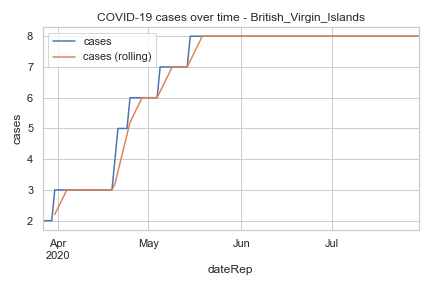 COVID-19 cases over time - British_Virgin_Islands
cases
cases (rolling)
8
7
6
5
4
3
2
cases
Apr
2020
May
Jun
Jul
dateRep